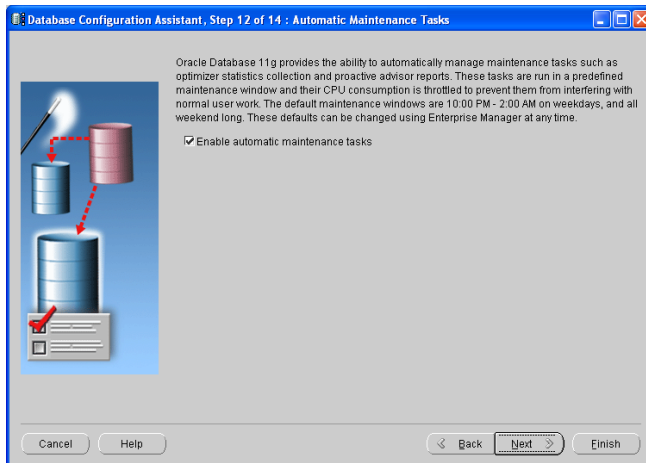 Database Configuration Assistant, Step 12 of 14 : Automatic Maintenance Tasks
Oracle Database 11g provides the ability to automatically manage maintenance tasks such as
optimizer statistics collection and proactive advisor reports. These tasks are run in a predefined
maintenance window and their CPU consumption is throttled to prevent them from interfering with
normal user work. The default maintenance windows are 10:00 PM - 2:00 AM on weekdays, and all
weekend long. These defaults can be changed using Enterprise Manager at any time.
Enable automatic maintenance tasks
Cancel Help Back Next Finish